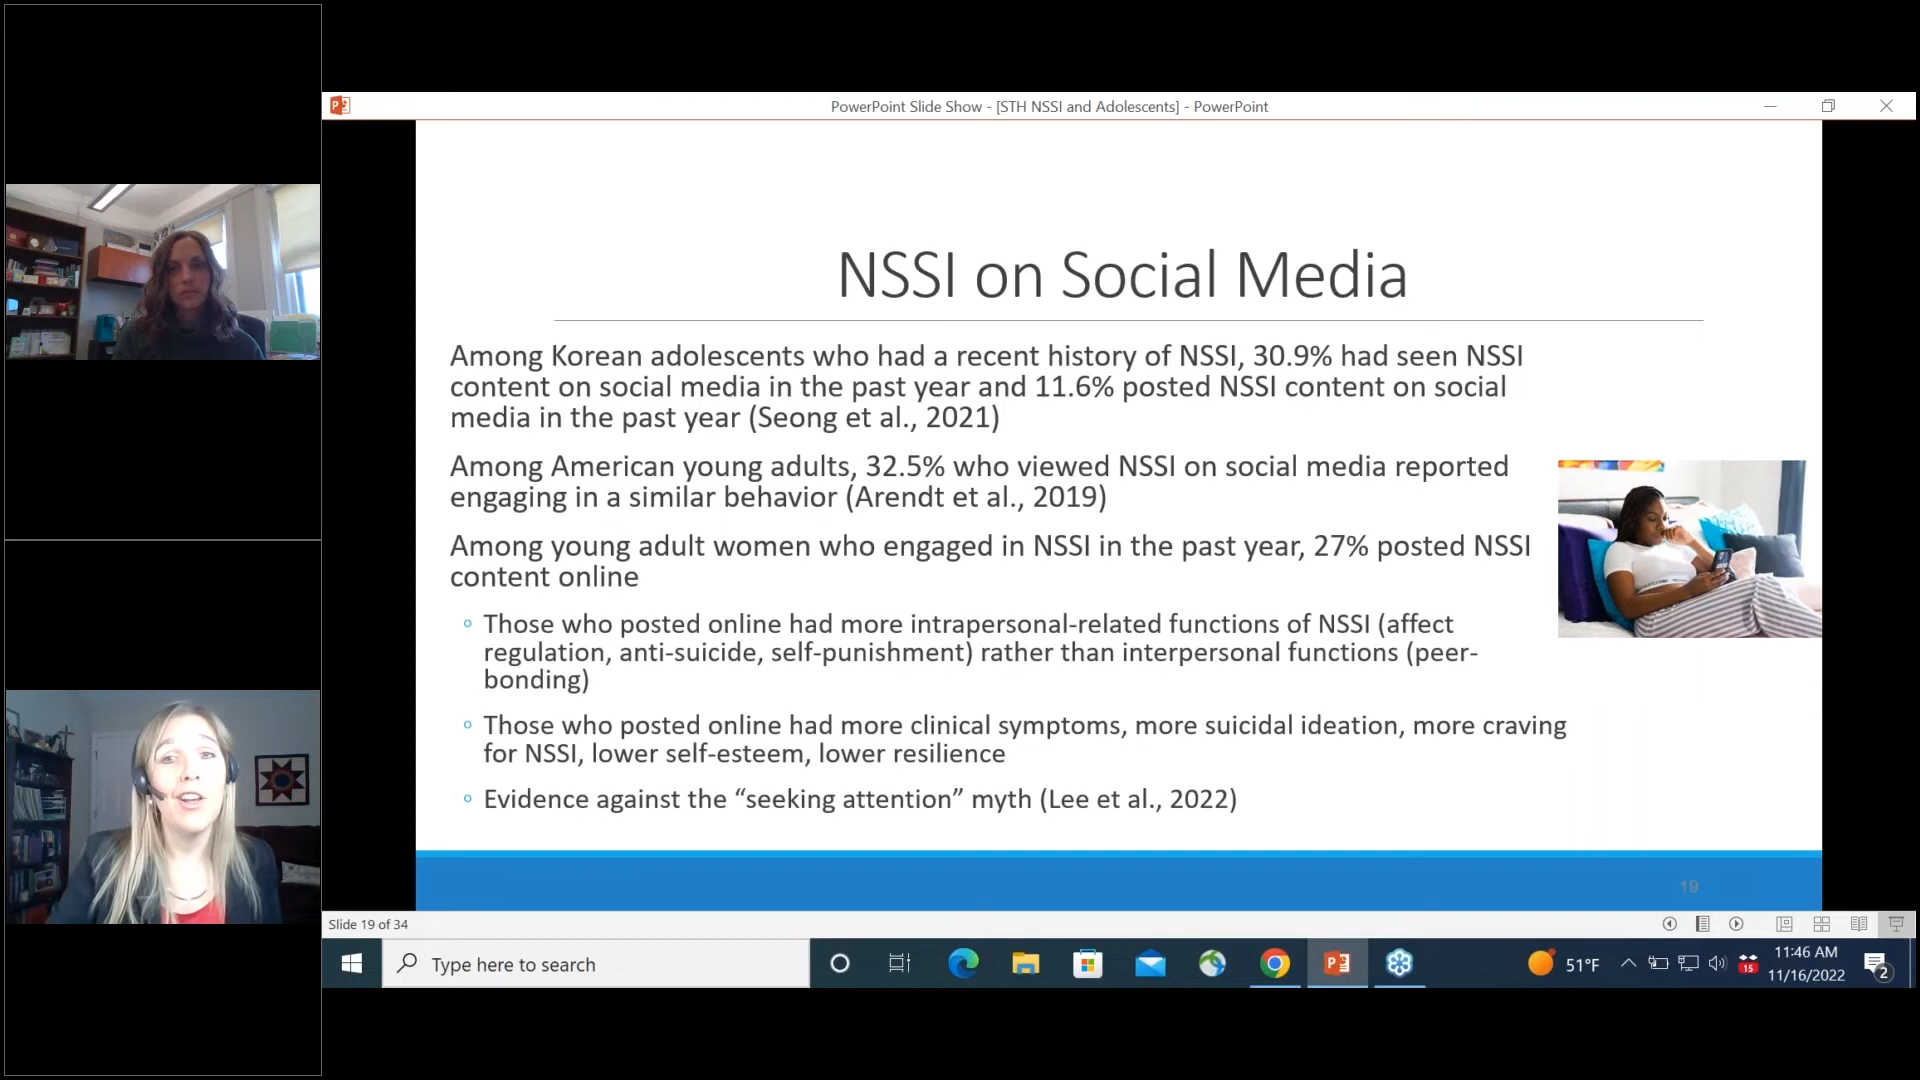 PowerPoint Slide Show - [STH NSSI and Adolescents] - PowerPoint
NSSI on Social Media
Among Korean adolescents who had a recent history of NSSI, 30.9% had seen NSSI
content on social media in the past year and 11.6% posted NSSI content on social
media in the past year (Seong et al., 2021)
Among American young adults, 32.5% who viewed NSSI on social media reported
engaging in a similar behavior (Arendt et al., 2019)
Among young adult women who engaged in NSSI in the past year, 27% posted NSSI
content online
Those who posted online had more intrapersonal-related functions of NSSI (affect
regulation, anti-suicide, self-punishment) rather than interpersonal functions (peer-
bonding)
Those who posted online had more clinical symptoms, more suicidal ideation, more craving
for NSSI, lower self-esteem, lower resilience
Evidence against the “seeking attention” myth (Lee et al., 2022)
19
Slide 19 of 34
Type here to search
51°F
15
11:46 AM
11/16/2022
2